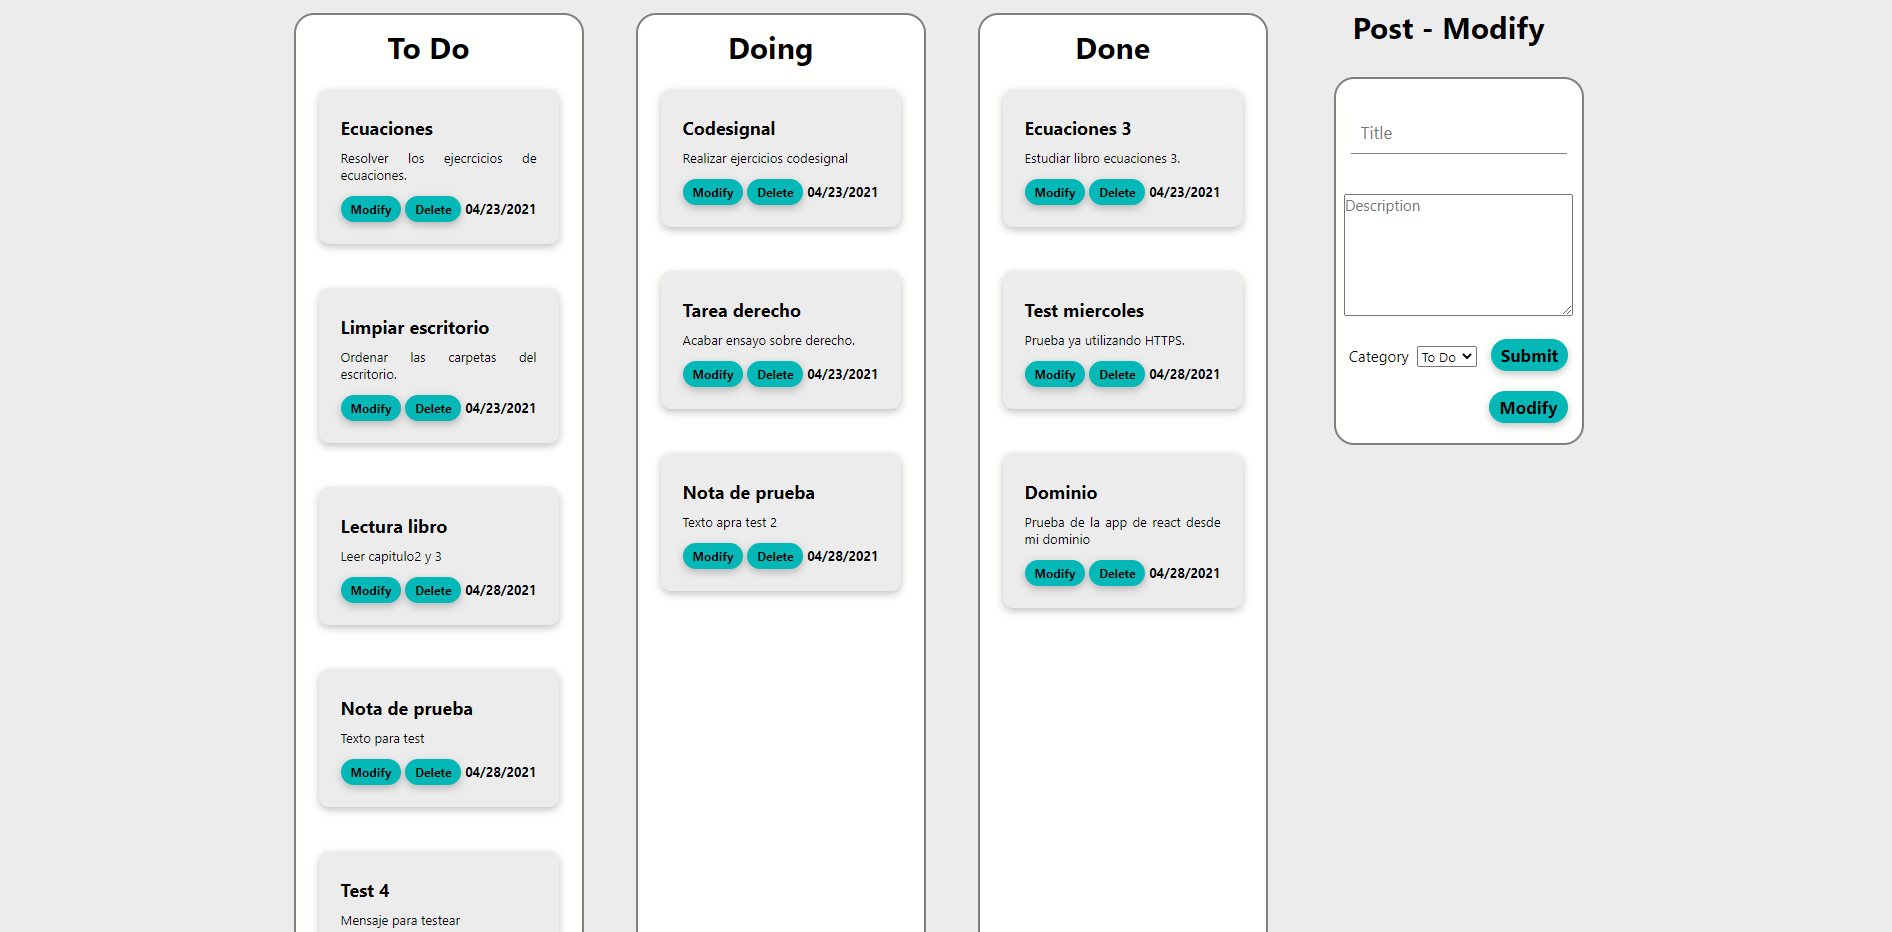 To Do
Ecuaciones
Resolver los ejecrcicios de
ecuaciones.
Modify Delete 04/23/2021
Limpiar escritorio
Ordenar las carpetas del
escritorio.
Modify Delete 04/23/2021
Lectura libro
Leer capitulo2 y 3
Modify Delete 04/28/2021
Nota de prueba
Texto para test
Modify Delete 04/28/2021
Test 4
Mensaje para testear
Doing
Codesignal
Realizar ejercicios codesignal
Modify Delete 04/23/2021
Tarea derecho
Acabar ensayo sobre derecho.
Modify Delete 04/23/2021
Nota de prueba
Texto apra test 2
Modify Delete 04/28/2021
Done
Ecuaciones 3
Estudiar libro ecuaciones 3.
Modify Delete 04/23/2021
Test miercoles
Prueba ya utilizando HTTPS.
Modify Delete 04/28/2021
Dominio
Prueba de la app de react desde
mi dominio
Modify Delete 04/28/2021
Post - Modify
Title
Description
Category To Do Submit
Modify